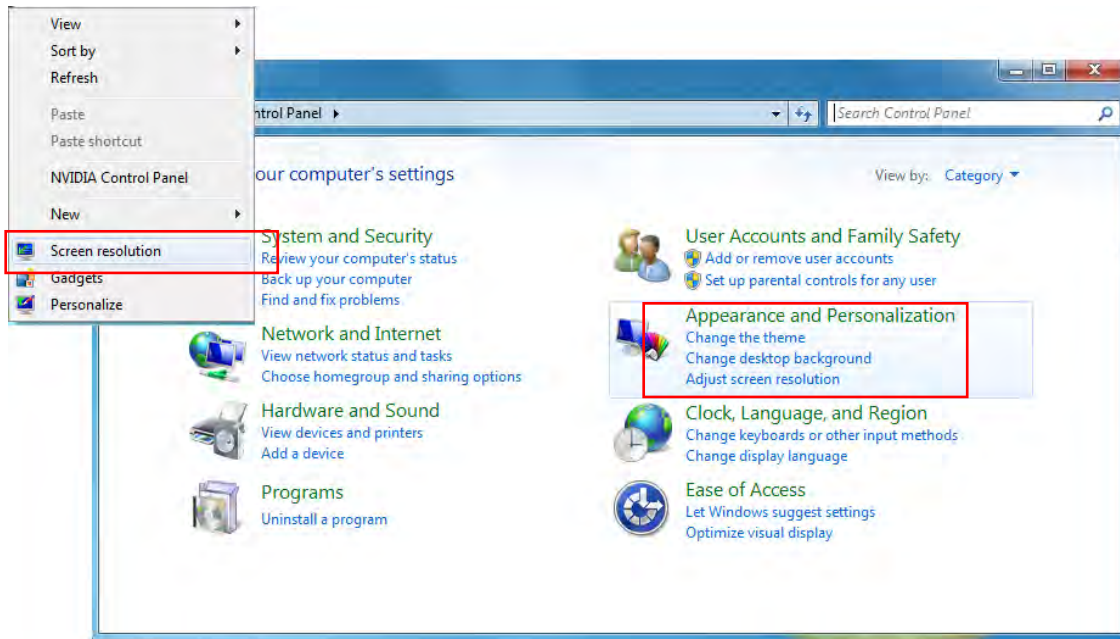 View
Sort by
Refresh
Paste
Paste shortcut
NVIDIA Control Panel
New
Screen resolution
Gadgets
Personalize
ntrol Panel
Search Control Panel
our computer's settings
View by: Category
System and Security
Review your computer's status
Back up your computer
Find and fix problems
Network and Internet
View network status and tasks
Choose homegroup and sharing options
Hardware and Sound
View devices and printers
Add a device
Programs
Uninstall a program
User Accounts and Family Safety
Add or remove user accounts
Set up parental controls for any user
Appearance and Personalization
Change the theme
Change desktop background
Adjust screen resolution
Clock, Language, and Region
Change keyboards or other input methods
Change display language
Ease of Access
Let Windows suggest settings
Optimize visual display